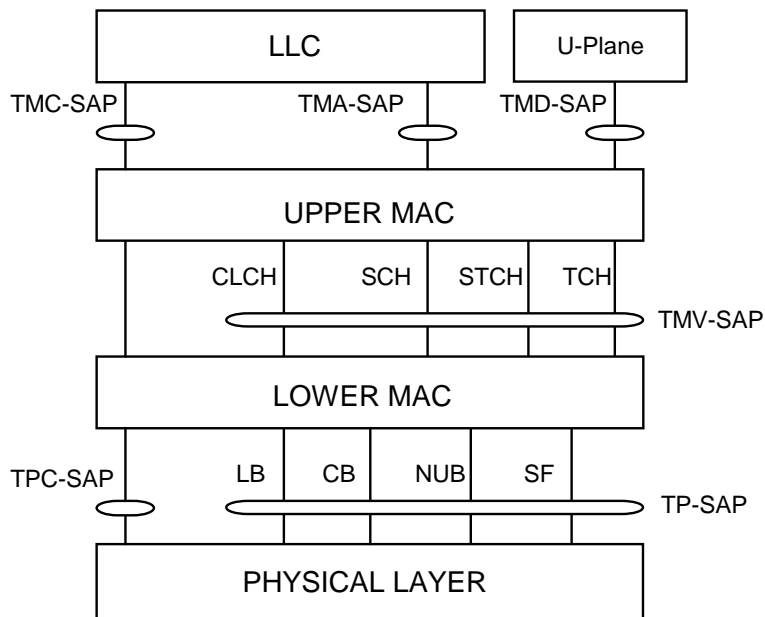 LLC
U-Plane
TMC-SAP
TMA-SAP
TMD-SAP
UPPER MAC
CLCH
SCH
STCH
TCH
TMV-SAP
LOWER MAC
TPC-SAP
LB
CB
NUB
SF
TP-SAP
PHYSICAL LAYER